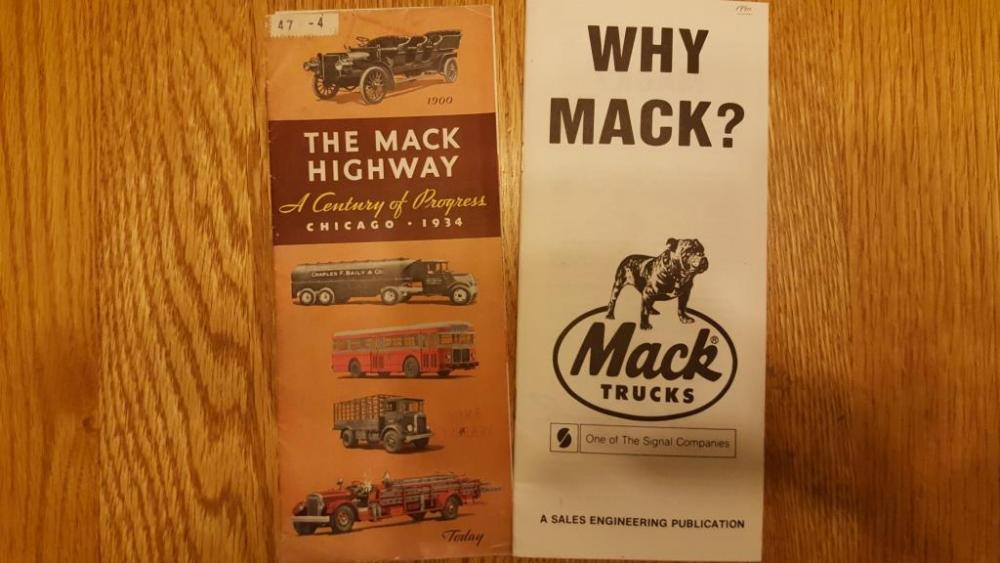 47 -4
1900
THE MACK
HIGHWAY
A Century of Progress
CHICAGO · 1934
CHARLES F. BAILY & CO.
Today
WHY
MACK?
Mack®
TRUCKS
One of The Signal Companies
A SALES ENGINEERING PUBLICATION